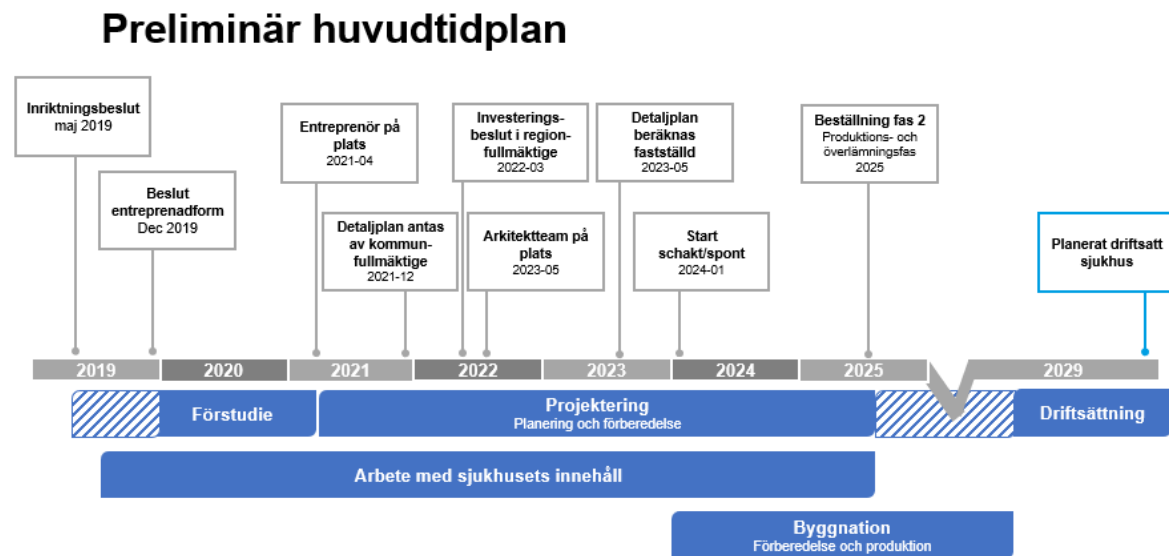 Preliminär huvudtidplan
Inriktningsbeslut
maj 2019
Beslut
entreprenadform
Dec 2019
Entreprenör på
plats
2021-04
Detaljplan antas
av kommun-
fullmäktige
2021-12
Investerings-
beslut i region-
fullmäktige
2022-03
Arkitektteam på
plats
2023-05
Detaljplan
beräknas
fastställd
2023-05
Start
schakt/spont
2024-01
Beställning fas 2
Produktions- och
överlämningsfas
2025
Planerat driftsatt
sjukhus
2019
2020
2021
2022
2023
2024
2025
2029
Förstudie
Projektering
Planering och förberedelse
Driftsättning
Arbete med sjukhusets innehåll
Byggnation
Förberedelse och produktion